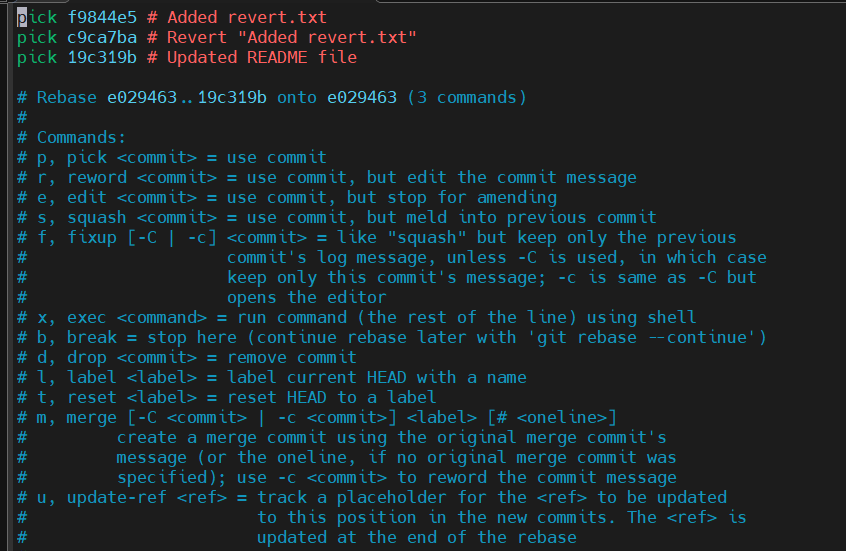 pick f9844e5 # Added revert.txt
pick c9ca7ba # Revert "Added revert.txt"
pick 19c319b # Updated README file
# Rebase e029463..19c319b onto e029463 (3 commands)
#
# Commands:
# p, pick <commit> = use commit
# r, reword <commit> = use commit, but edit the commit message
# e, edit <commit> = use commit, but stop for amending
# s, squash <commit> = use commit, but meld into previous commit
# f, fixup [-C | -c] <commit> = like "squash" but keep only the previous
#                    commit's log message, unless -C is used, in which case
#                    keep only this commit's message; -c is same as -C but
#                    opens the editor
# x, exec <command> = run command (the rest of the line) using shell
# b, break = stop here (continue rebase later with 'git rebase --continue')
# d, drop <commit> = remove commit
# l, label <label> = label current HEAD with a name
# t, reset <label> = reset HEAD to a label
# m, merge [-C <commit> | -c <commit>] <label> [# <oneline>]
#         create a merge commit using the original merge commit's
#         message (or the oneline, if no original merge commit was
#         specified); use -c <commit> to reword the commit message
# u, update-ref <ref> = track a placeholder for the <ref> to be updated
#                       to this position in the new commits. The <ref> is
#                       updated at the end of the rebase